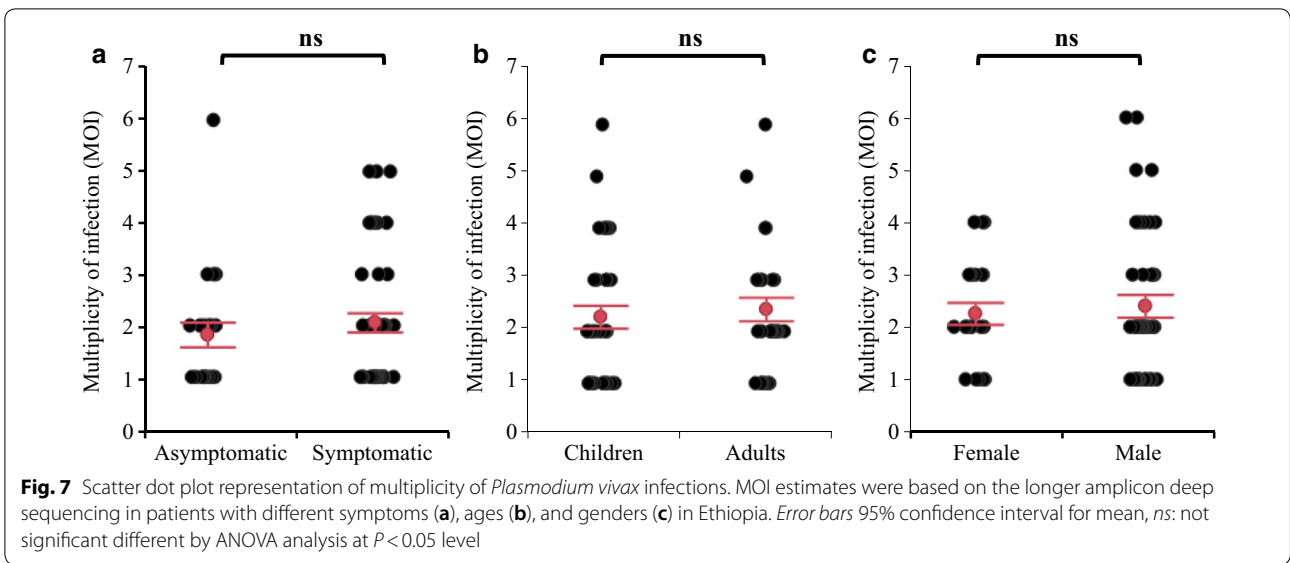 a
ns
Multiplicity of infection (MOI)
7
6
5
4
3
2
1
0
Asymptomatic Symptomatic
b
ns
Multiplicity of infection (MOI)
7
6
5
4
3
2
1
0
Children Adults
c
ns
Multiplicity of infection (MOI)
7
6
5
4
3
2
1
0
Female Male
Fig. 7 Scatter dot plot representation of multiplicity of Plasmodium vivax infections. MOI estimates were based on the longer amplicon deep
sequencing in patients with different symptoms (a), ages (b), and genders (c) in Ethiopia. Error bars 95% confidence interval for mean, ns: not
significant different by ANOVA analysis at P < 0.05 level